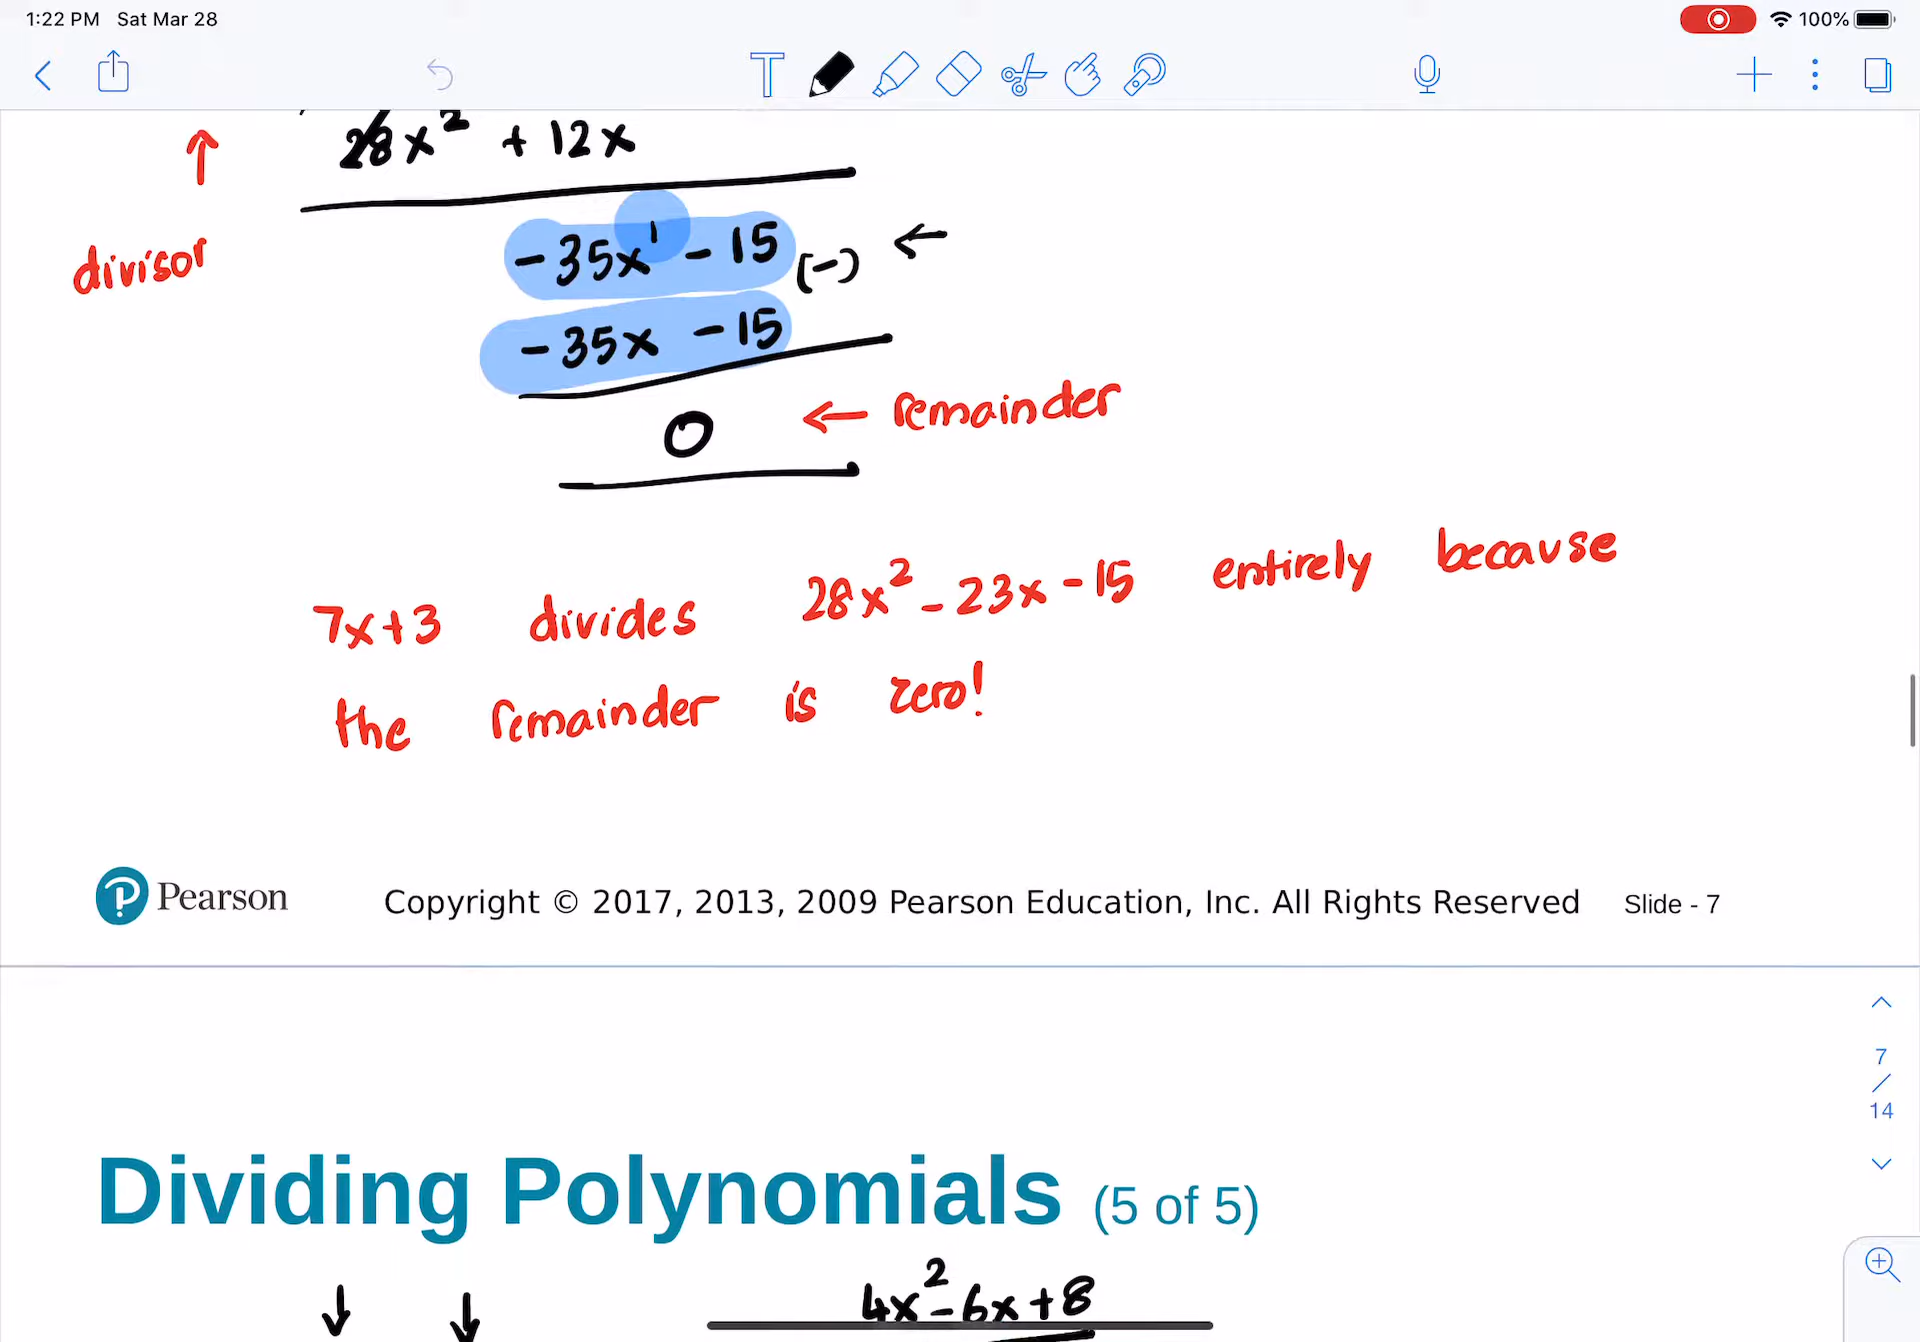 1:22 PM Sat Mar 28
100%
28x² + 12x
divisor
-35x¹ - 15 (-) ←
-35x - 15
0 ← remainder
7x+3 divides 28x² - 23x - 15 entirely because
the remainder is zero!
Pearson
Copyright © 2017, 2013, 2009 Pearson Education, Inc. All Rights Reserved Slide - 7
7
/
14
Dividing Polynomials (5 of 5)
4x² - 6x + 8